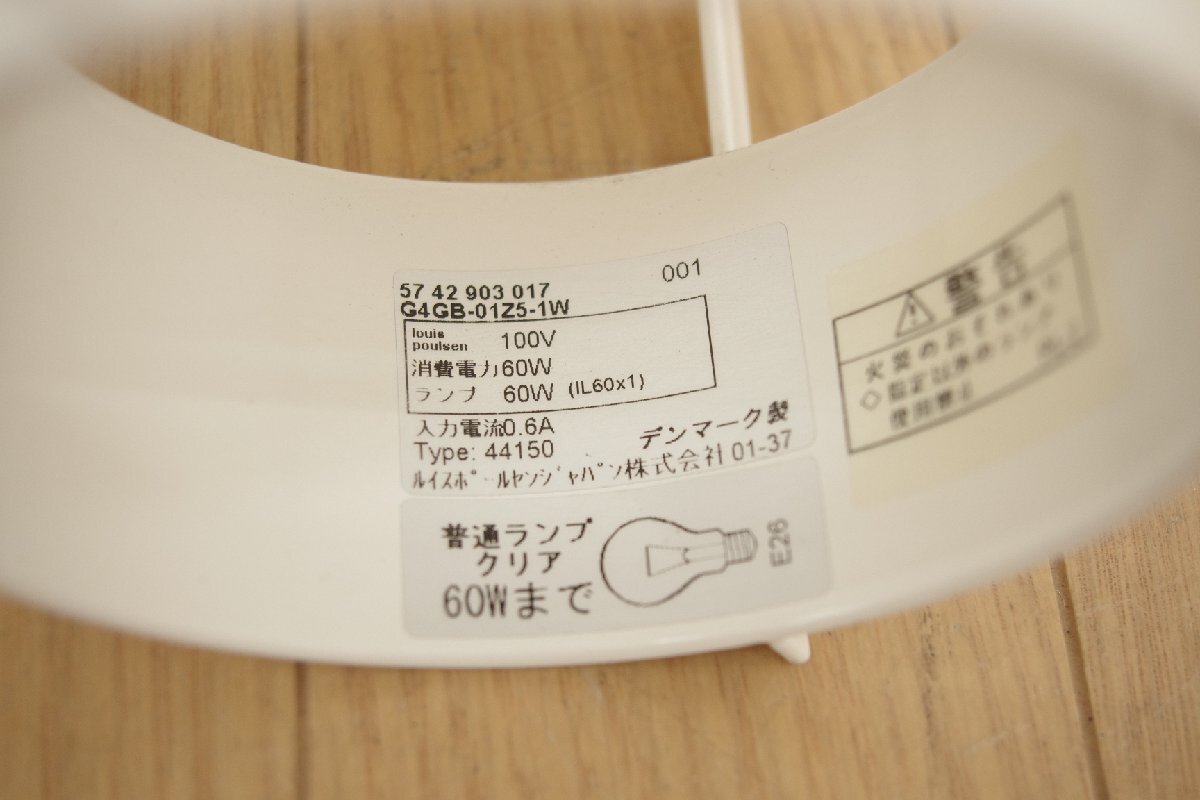 001
57 42 903 017
G4GB-01Z5-1W
louis
poulsen
100V
消費電力60W
ランプ 60W (IL60x1)
入力電流0.6A
デンマーク製
Type: 44150
ルイスポールセンジャパン株式会社 01-37
普通ランプ
クリア
60Wまで
E26
警告
火災のおそれあり
◇指定以外のランプ
使用禁止